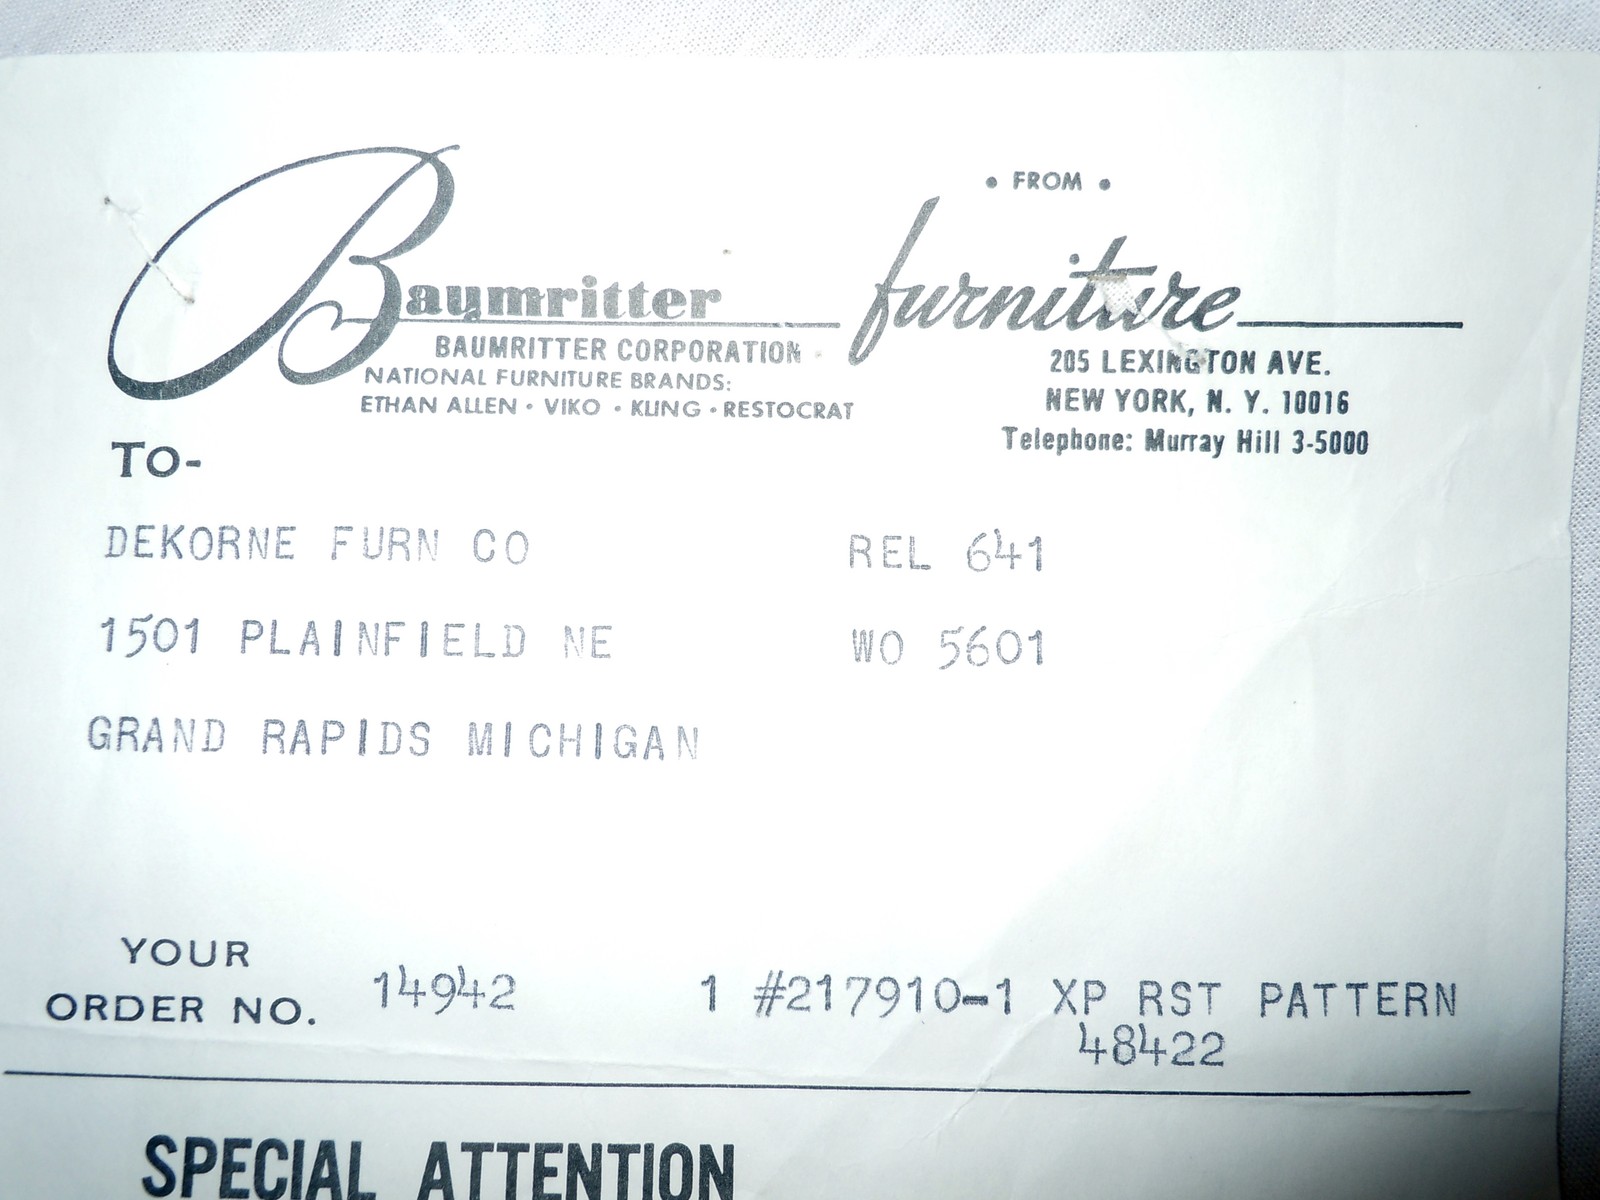 Baumritter
BAUMRITTER CORPORATION
NATIONAL FURNITURE BRANDS:
ETHAN ALLEN • VIKO • KLING • RESTOCRAT
• FROM •
furniture
205 LEXINGTON AVE.
NEW YORK, N. Y. 10016
Telephone: Murray Hill 3-5000
TO-
DEKORNE FURN CO REL 641
1501 PLAINFIELD NE WO 5601
GRAND RAPIDS MICHIGAN
YOUR
ORDER NO. 14942 1 #217910-1 XP RST PATTERN
48422
SPECIAL ATTENTION